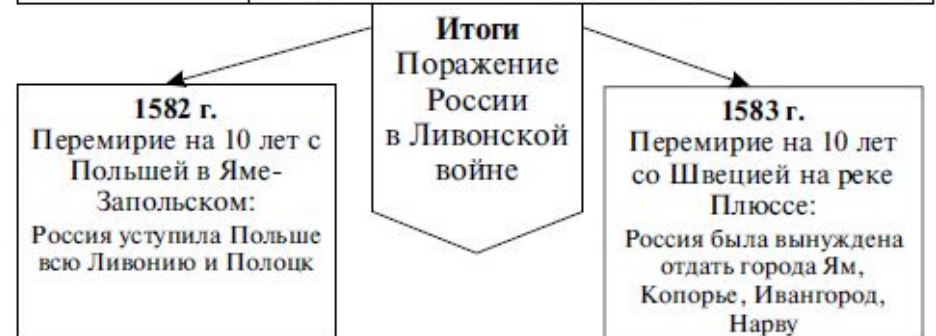 Итоги
Поражение
России
в Ливонской
войне
1582 г.
Перемирие на 10 лет с
Польшей в Яме-
Запольском:
Россия уступила Польше
всю Ливонию и Полоцк
1583 г.
Перемирие на 10 лет
со Швецией на реке
Плюссе:
Россия была вынуждена
отдать города Ям,
Копорье, Ивангород,
Нарву